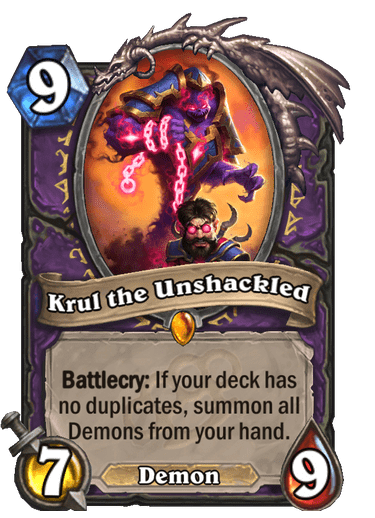 9
Krul the Unshackled
Battlecry: If your deck has
no duplicates, summon all
Demons from your hand.
7
Demon
9